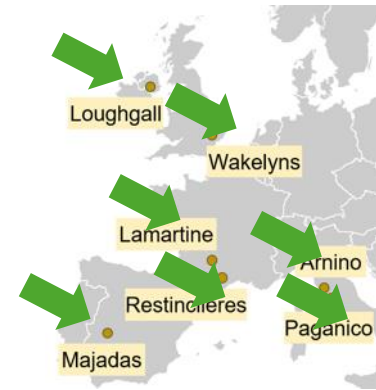 Loughgall
Wakelyns
Lamartine
Arnino
Restinclieres
Paganico
Majadas